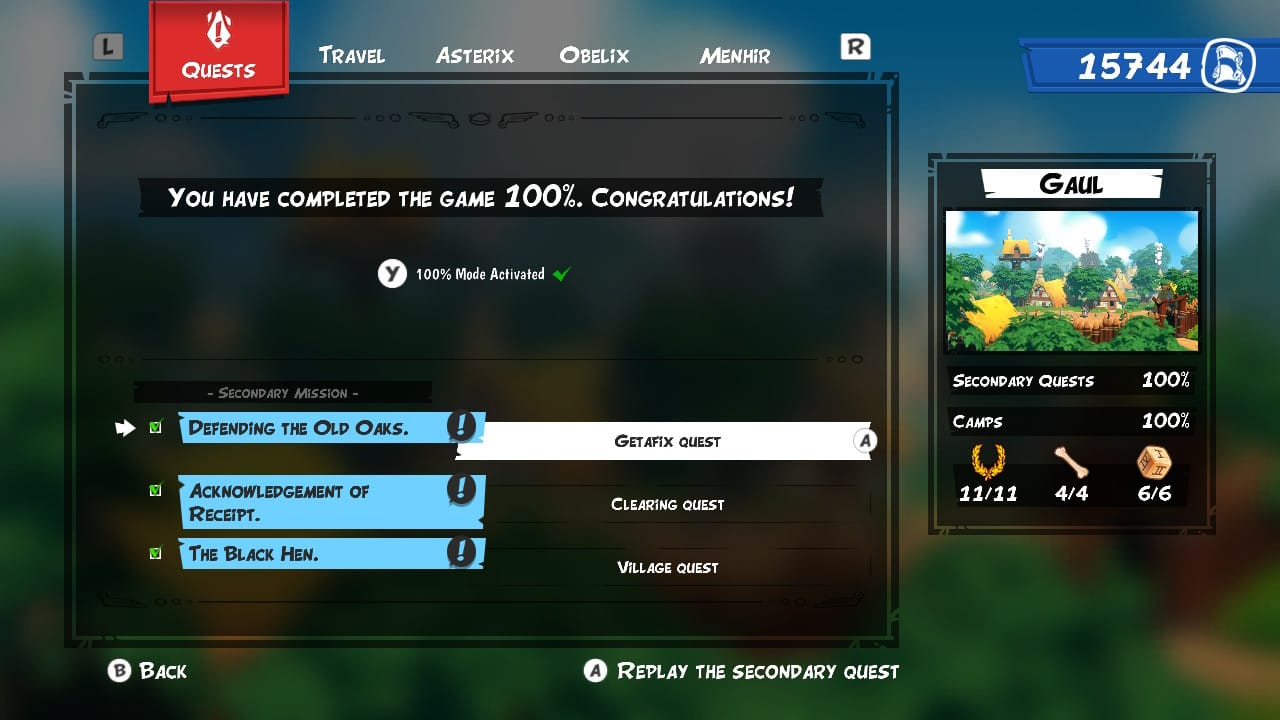 L
Quests
Travel
Asterix
Obelix
Menhir
R
15744
You have completed the game 100%. Congratulations!
Y 100% Mode Activated
- Secondary Mission -
Defending the Old Oaks.
Getafix quest
A
Acknowledgement of
Receipt.
Clearing quest
The Black Hen.
Village quest
Gaul
Secondary Quests 100%
Camps 100%
11/11 4/4 6/6
B Back
A Replay the secondary quest